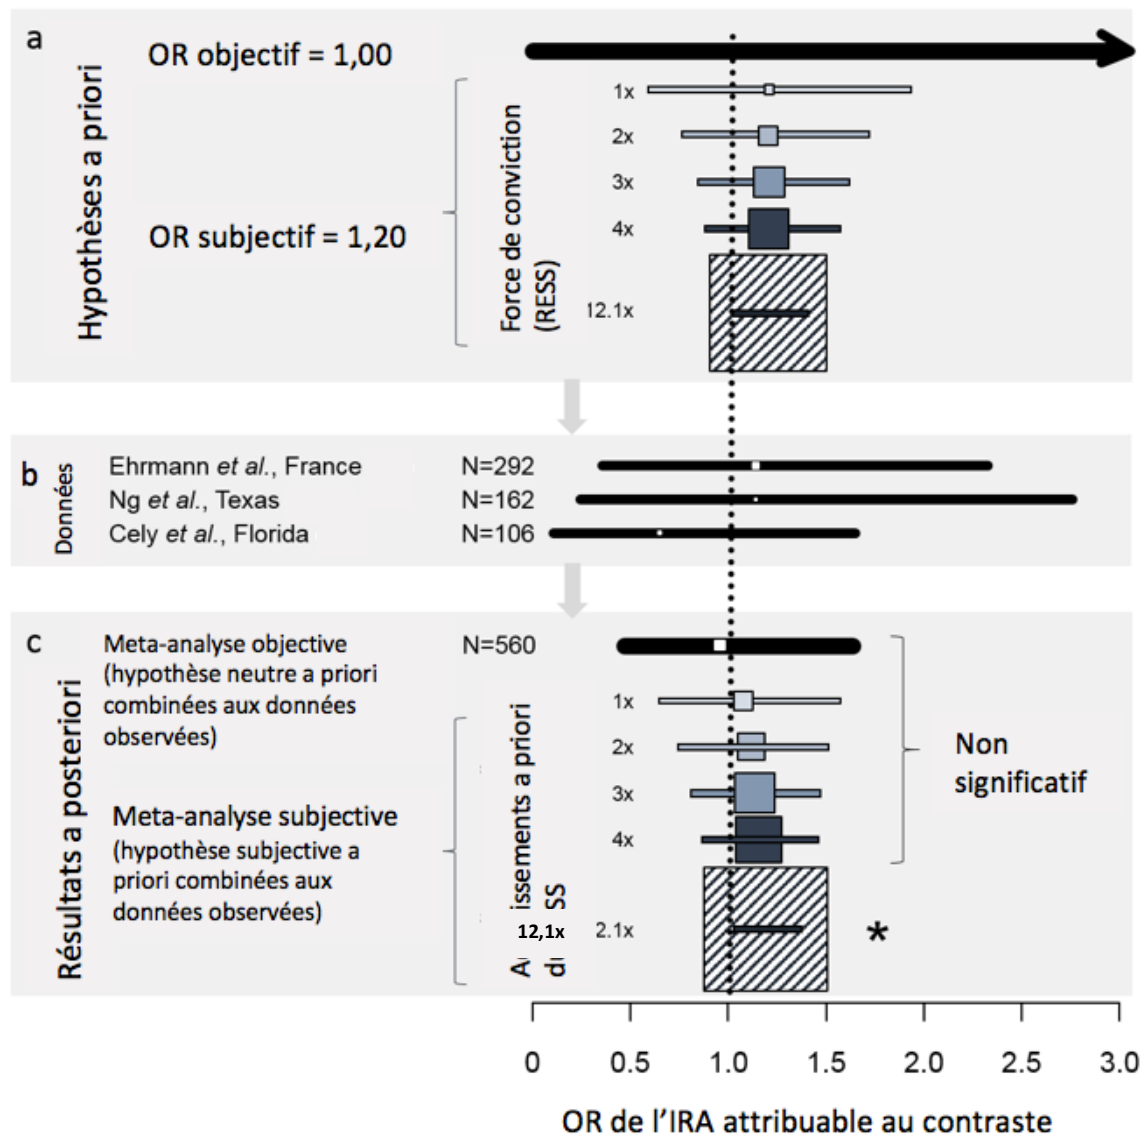 a
Hypothèses a priori
OR objectif = 1,00
OR subjectif = 1,20
Force de conviction
(RESS)
1x
2x
3x
4x
12.1x
b
Données
Ehrmann et al., France
N=292
Ng et al., Texas
N=162
Cely et al., Florida
N=106
c
Résultats a posteriori
Meta-analyse objective
(hypothèse neutre a priori
combinées aux données
observées)
N=560
Meta-analyse subjective
(hypothèse subjective a
priori combinées aux
données observées)
a priori
1x
2x
3x
4x
12,1x
2.1x
*
Non
significatif
0
0.5
1.0
1.5
2.0
2.5
3.0
OR de l’IRA attribuable au contraste